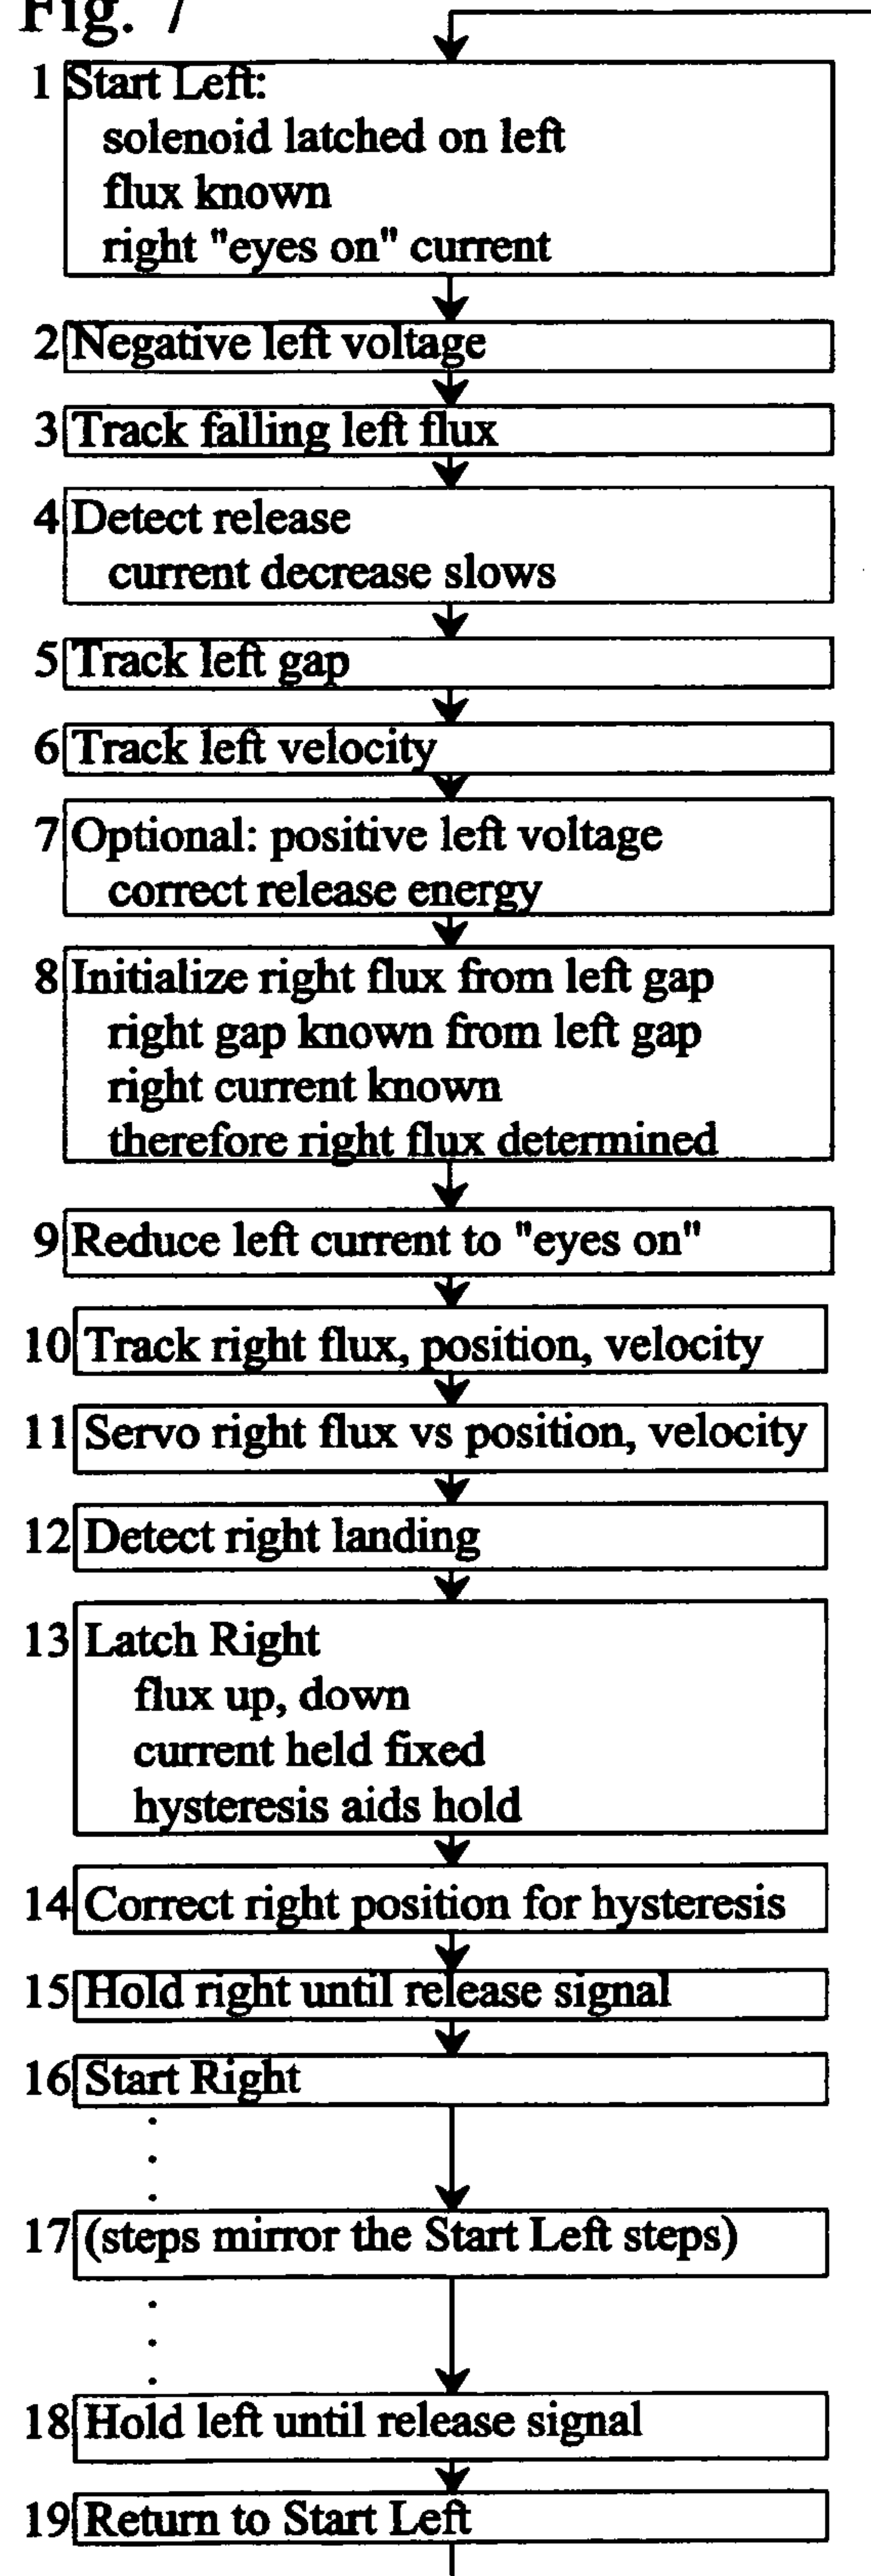 Fig. 7
1 Start Left:
solenoid latched on left
flux known
right "eyes on" current
2 Negative left voltage
3 Track falling left flux
4 Detect release
current decrease slows
5 Track left gap
6 Track left velocity
7 Optional: positive left voltage
correct release energy
8 Initialize right flux from left gap
right gap known from left gap
right current known
therefore right flux determined
9 Reduce left current to "eyes on"
10 Track right flux, position, velocity
11 Servo right flux vs position, velocity
12 Detect right landing
13 Latch Right
flux up, down
current held fixed
hysteresis aids hold
14 Correct right position for hysteresis
15 Hold right until release signal
16 Start Right
17 (steps mirror the Start Left steps)
18 Hold left until release signal
19 Return to Start Left